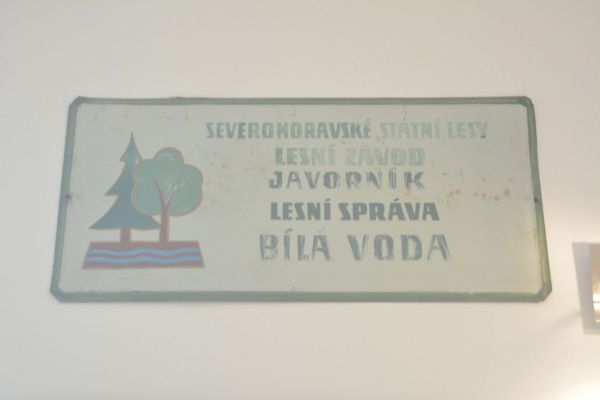 SEVEROMORAVSKÉ STÁTNÍ LESY
LESNÍ ZÁVOD
JAVORNÍK
LESNÍ SPRÁVA
BÍLÁ VODA